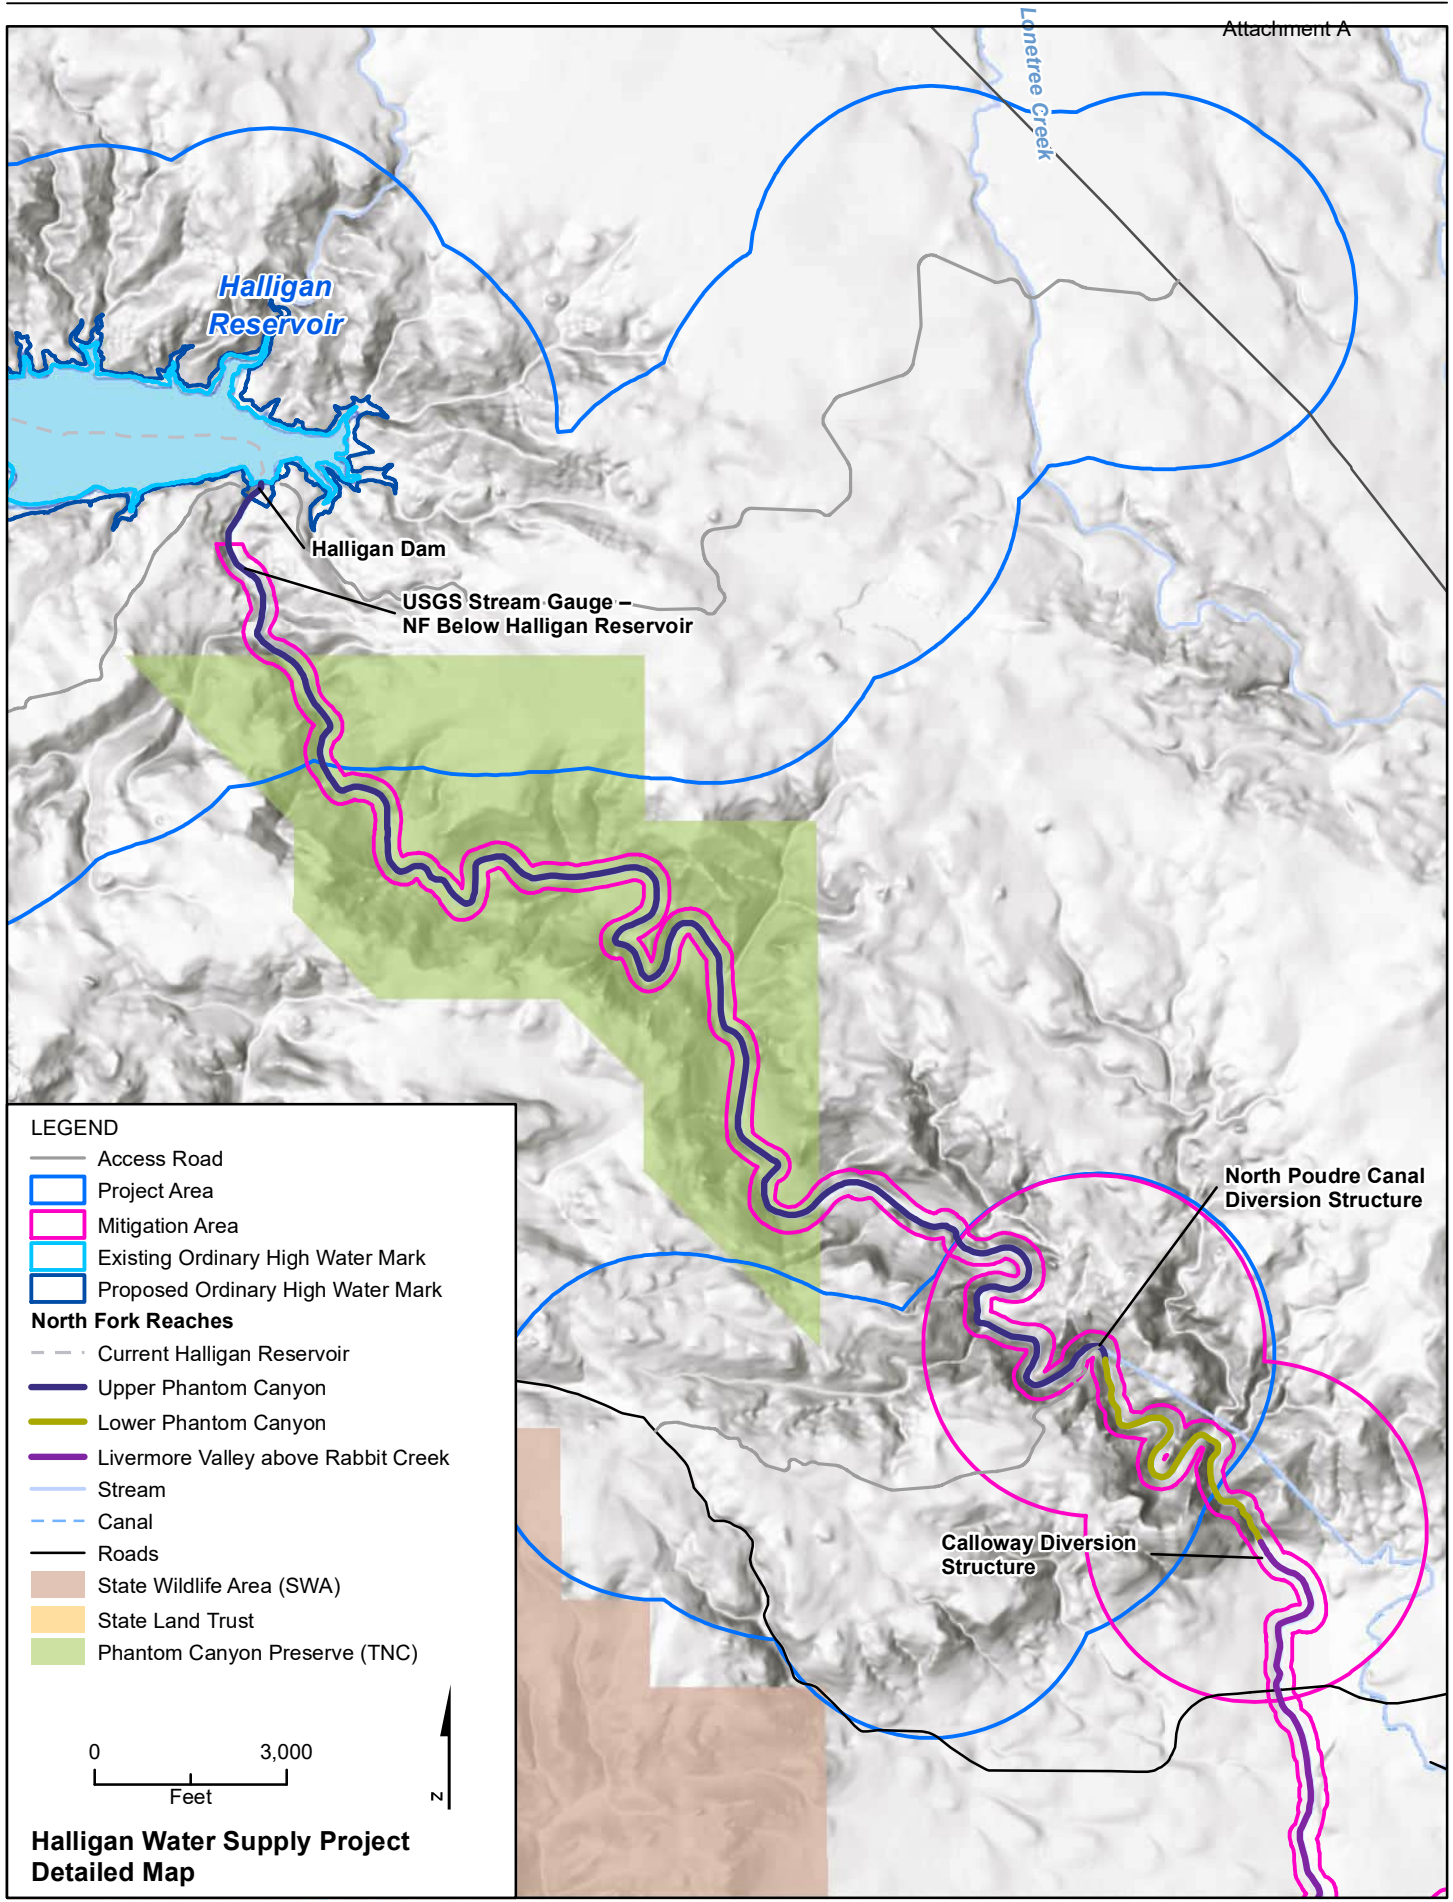 Attachment A
Lonetree Creek
Halligan
Reservoir
Halligan Dam
USGS Stream Gauge –
NF Below Halligan Reservoir
North Poudre Canal
Diversion Structure
Calloway Diversion
Structure
LEGEND
Access Road
Project Area
Mitigation Area
Existing Ordinary High Water Mark
Proposed Ordinary High Water Mark
North Fork Reaches
Current Halligan Reservoir
Upper Phantom Canyon
Lower Phantom Canyon
Livermore Valley above Rabbit Creek
Stream
Canal
Roads
State Wildlife Area (SWA)
State Land Trust
Phantom Canyon Preserve (TNC)
0 3,000
Feet
N
Halligan Water Supply Project
Detailed Map